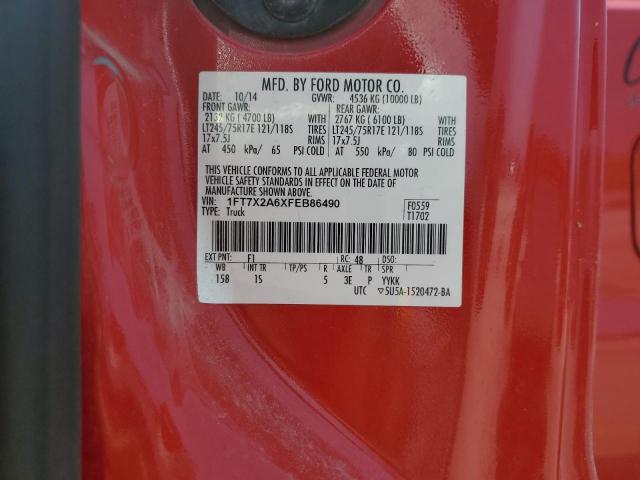 MFD. BY FORD MOTOR CO.
DATE: 10/14 GVWR: 4536 KG (10000 LB)
FRONT GAWR: REAR GAWR:
2132 KG ( 4700 LB) WITH 2767 KG ( 6100 LB) WITH
LT245/75R17E 121/118S TIRES LT245/75R17E 121/118S TIRES
17x7.5J RIMS 17x7.5J RIMS
AT 450 kPa/ 65 PSI COLD AT 550 kPa/ 80 PSI COLD
THIS VEHICLE CONFORMS TO ALL APPLICABLE FEDERAL MOTOR
VEHICLE SAFETY STANDARDS IN EFFECT ON THE DATE OF
MANUFACTURE SHOWN ABOVE.
VIN: 1FT7X2A6XFEB86490 F0559
TYPE: Truck T1702
EXT PNT: F1 RC: 48 DSO:
WB INT TR TP/PS R AXLE TR SPR
158 1S 5 3E P YYKK
UTC ▽5U5A-1520472-BA